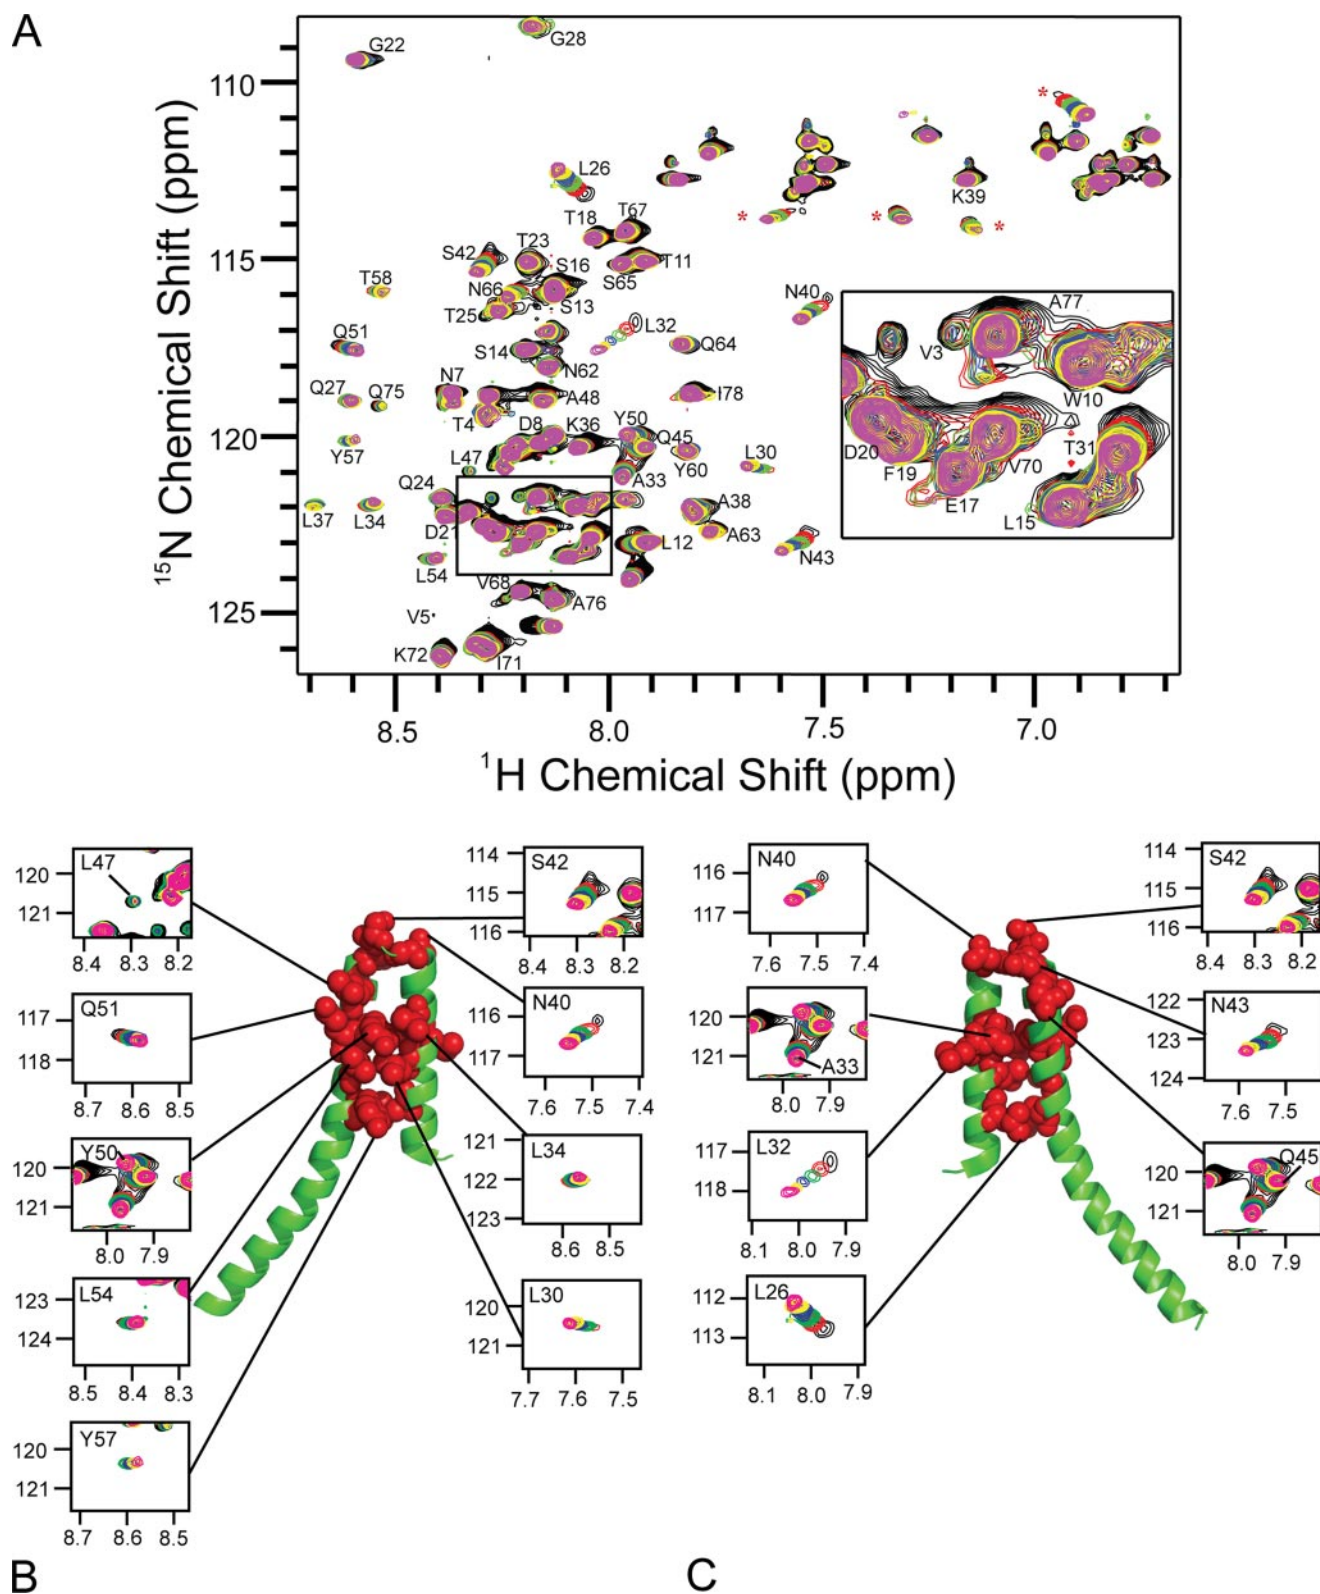 A
110
115
120
125
15N Chemical Shift (ppm)
8.5 8.0 7.5 7.0
1H Chemical Shift (ppm)
G22
G28
*
L26
K39
T67
T18
* * *
S42 T23
T11
S16
S65
T58
N66
S13
T25
N40
A77
L32
Q51
V3
S14
Q64
N62
W10
N7
Q27 Q75
A48
I78
T4
D8 K36 Y50
Q45
Y57
Y60
L30
T31
L47
A33
D20
V70
F19
Q24
E17
A38
L15
L37 L34
D21
A63
L12
N43
L54
V68
A76
V5
K72
I71
L47
120
121
8.4 8.3 8.2
S42
114
115
116
8.4 8.3 8.2
N40
116
117
7.6 7.5 7.4
S42
114
115
116
8.4 8.3 8.2
Q51
117
118
8.7 8.6 8.5
N40
116
117
7.6 7.5 7.4
A33
120
121
8.0 7.9
N43
122
123
124
7.6 7.5
Y50
120
121
8.0 7.9
L34
121
122
123
8.6 8.5
L32
117
118
8.1 8.0 7.9
Q45
120
121
8.0 7.9
L54
123
124
8.5 8.4 8.3
L30
120
121
7.7 7.6 7.5
L26
112
113
8.1 8.0 7.9
Y57
120
121
8.7 8.6 8.5
B
C